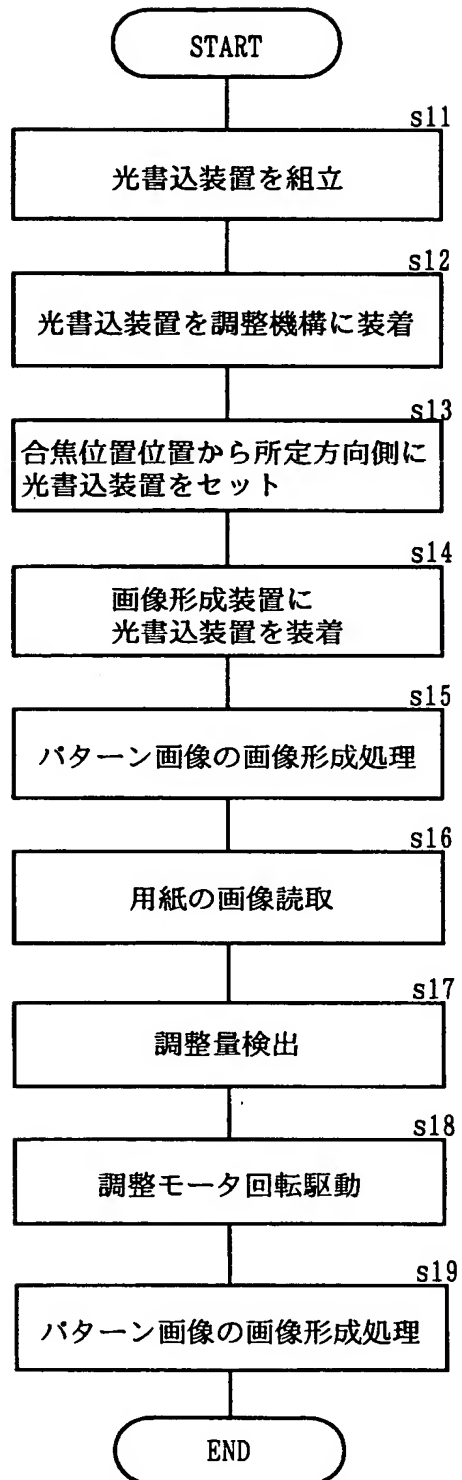 START
s11
光書込装置を組立
s12
光書込装置を調整機構に装着
s13
合焦位置位置から所定方向側に
光書込装置をセット
s14
画像形成装置に
光書込装置を装着
s15
パターン画像の画像形成処理
s16
用紙の画像読取
s17
調整量検出
s18
調整モータ回転駆動
s19
パターン画像の画像形成処理
END